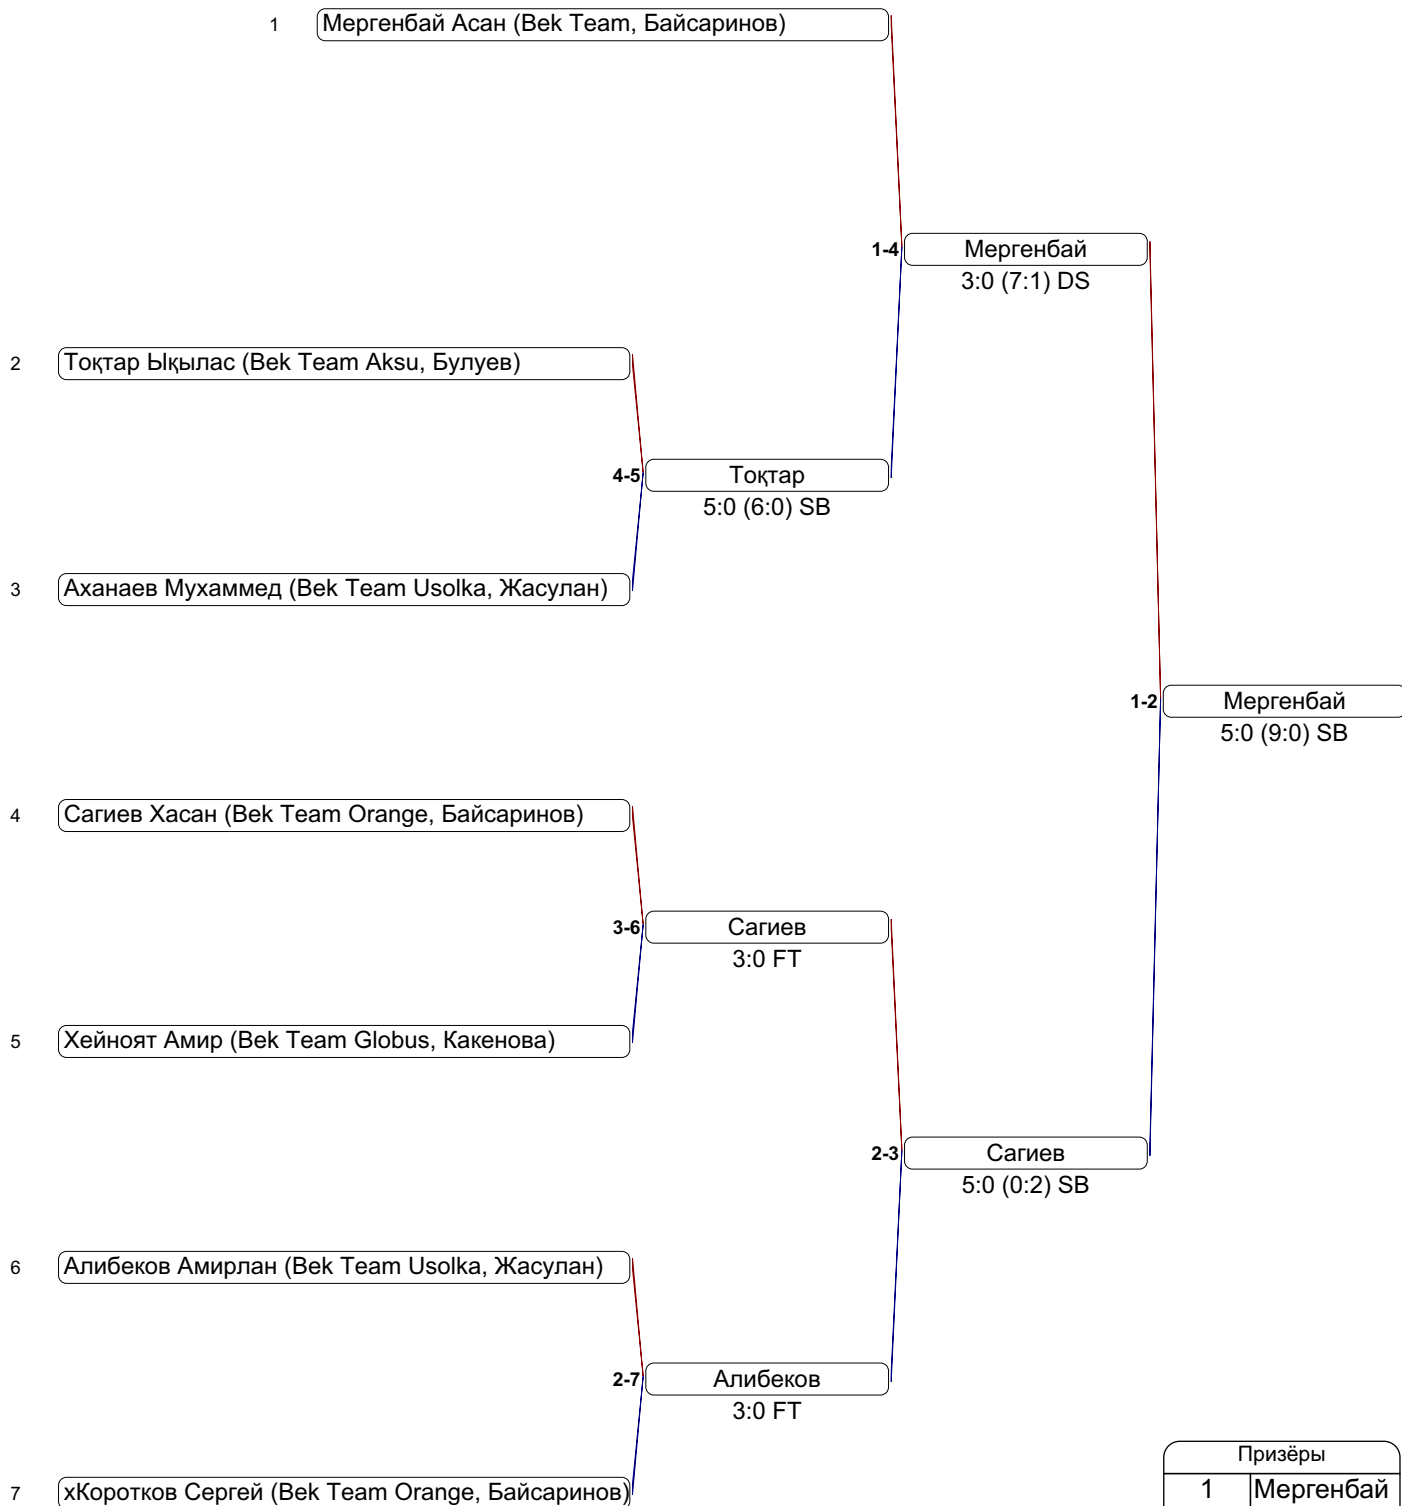 1 Мергенбай Асан (Bek Team, Байсаринов)
1-4 Мергенбай
3:0 (7:1) DS
2 Тоқтар Ықылас (Bek Team Aksu, Булуев)
4-5 Тоқтар
5:0 (6:0) SB
3 Аханаев Мухаммед (Bek Team Usolka, Жасулан)
1-2 Мергенбай
5:0 (9:0) SB
4 Сагиев Хасан (Bek Team Orange, Байсаринов)
3-6 Сагиев
3:0 FT
5 Хейноят Амир (Bek Team Globus, Какенова)
2-3 Сагиев
5:0 (0:2) SB
6 Алибеков Амирлан (Bek Team Usolka, Жасулан)
2-7 Алибеков
3:0 FT
Призёры
7 хКоротков Сергей (Bek Team Orange, Байсаринов)
1 Мергенбай